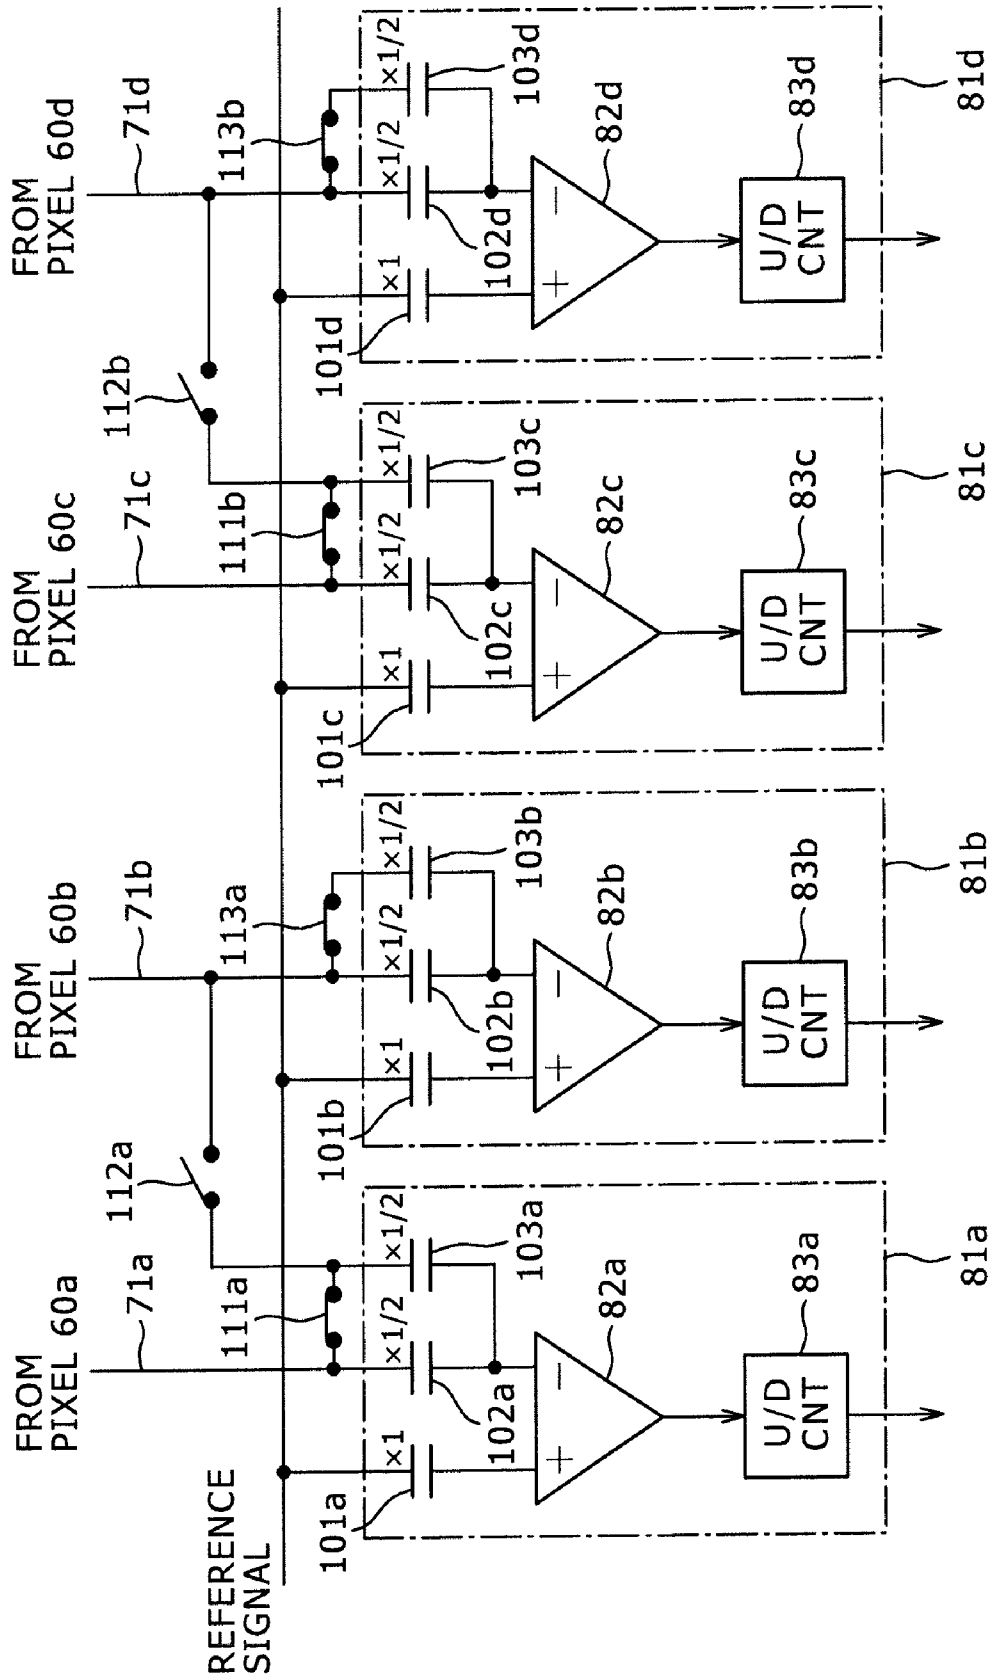 FROM
PIXEL 60a
FROM
PIXEL 60b
FROM
PIXEL 60c
FROM
PIXEL 60d
71a
71b
71c
71d
112a
112b
111a
113a
111b
113b
REFERENCE
SIGNAL
101a
×1
×1/2
×1/2
101b
×1
×1/2
×1/2
101c
×1
×1/2
×1/2
101d
×1
×1/2
×1/2
102a
103a
102b
103b
102c
103c
102d
103d
+
−
82a
+
−
82b
+
−
82c
+
−
82d
U/D
CNT
83a
U/D
CNT
83b
U/D
CNT
83c
U/D
CNT
83d
81a
81b
81c
81d